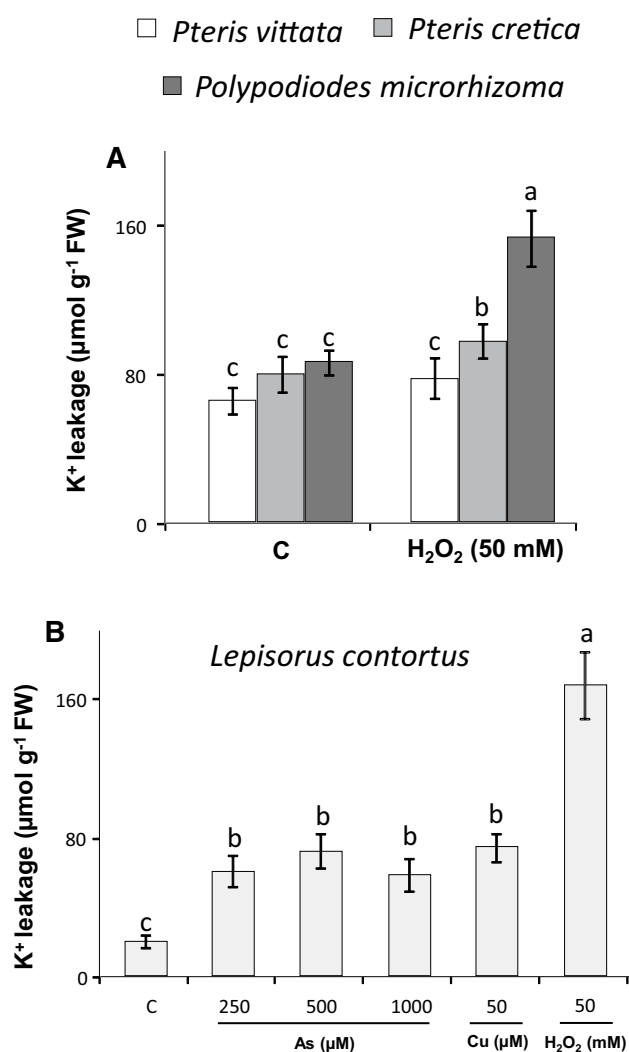 Pteris vittata Pteris cretica
Polypodiodes microrhizoma
A
K⁺ leakage (µmol g⁻¹ FW)
160
80
0
c c c c b a
C H₂O₂ (50 mM)
B
Lepisorus contortus
K⁺ leakage (µmol g⁻¹ FW)
160
80
0
c b b b b a
C 250 500 1000 50 50
As (µM) Cu (µM) H₂O₂ (mM)